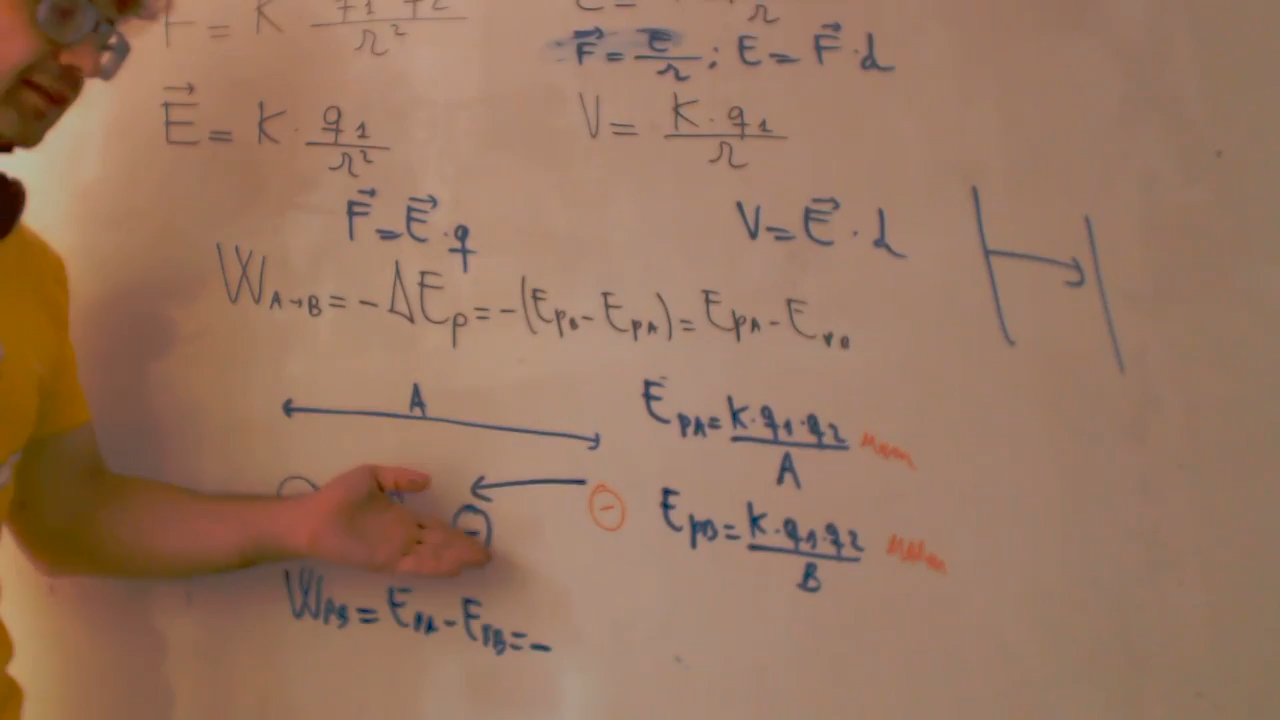 F = K q1 q2 / r²
F⃗ = E / r ; E = F⃗ · d
E⃗ = K · q1 / r²
V = K · q1 / r
F⃗ = E⃗ · q
V = E⃗ · d
W A→B = - ΔEp = -(EpB - EpA) = EpA - EpB
A
EpA = K · q1 · q2 / A
-
-
EpB = K · q1 · q2 / B
WAB = EpA - EpB = -